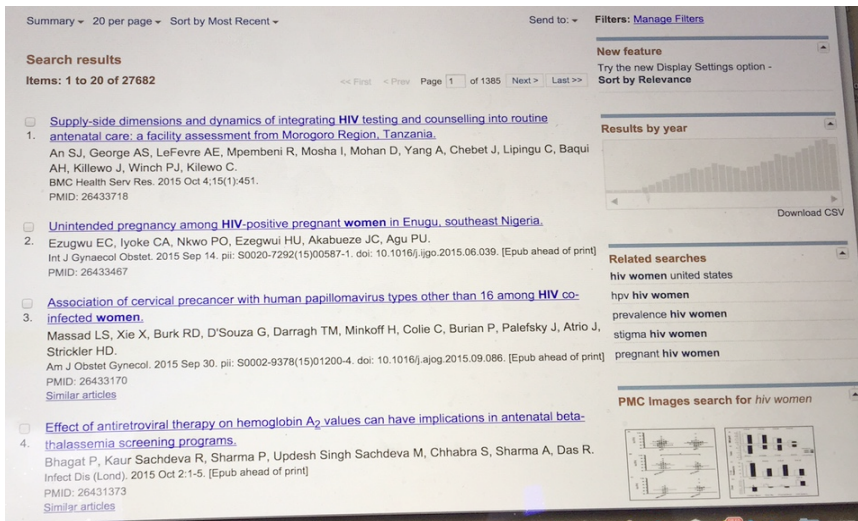 Summary 20 per page Sort by Most Recent Send to: Filters: Manage Filters
Search results
Items: 1 to 20 of 27682
<< First < Prev Page 1 of 1385 Next > Last >>
1. Supply-side dimensions and dynamics of integrating HIV testing and counselling into routine
antenatal care: a facility assessment from Morogoro Region, Tanzania.
An SJ, George AS, LeFevre AE, Mpembeni R, Mosha I, Mohan D, Yang A, Chebet J, Lipingu C, Baqui
AH, Killewo J, Winch PJ, Kilewo C.
BMC Health Serv Res. 2015 Oct 4;15(1):451.
PMID: 26433718
2. Unintended pregnancy among HIV-positive pregnant women in Enugu, southeast Nigeria.
Ezugwu EC, Iyoke CA, Nkwo PO, Ezegwui HU, Akabueze JC, Agu PU.
Int J Gynaecol Obstet. 2015 Sep 14. pii: S0020-7292(15)00587-1. doi: 10.1016/j.ijgo.2015.06.039. [Epub ahead of print]
PMID: 26433467
3. Association of cervical precancer with human papillomavirus types other than 16 among HIV co-
infected women.
Massad LS, Xie X, Burk RD, D'Souza G, Darragh TM, Minkoff H, Colie C, Burian P, Palefsky J, Atrio J,
Strickler HD.
Am J Obstet Gynecol. 2015 Sep 30. pii: S0002-9378(15)01200-4. doi: 10.1016/j.ajog.2015.09.086. [Epub ahead of print]
PMID: 26433170
Similar articles
4. Effect of antiretroviral therapy on hemoglobin A2 values can have implications in antenatal beta-
thalassemia screening programs.
Bhagat P, Kaur Sachdeva R, Sharma P, Updesh Singh Sachdeva M, Chhabra S, Sharma A, Das R.
Infect Dis (Lond). 2015 Oct 2:1-5. [Epub ahead of print]
PMID: 26431373
Similar articles
New feature
Try the new Display Settings option -
Sort by Relevance
Results by year
Download CSV
Related searches
hiv women united states
hpv hiv women
prevalence hiv women
stigma hiv women
pregnant hiv women
PMC Images search for hiv women